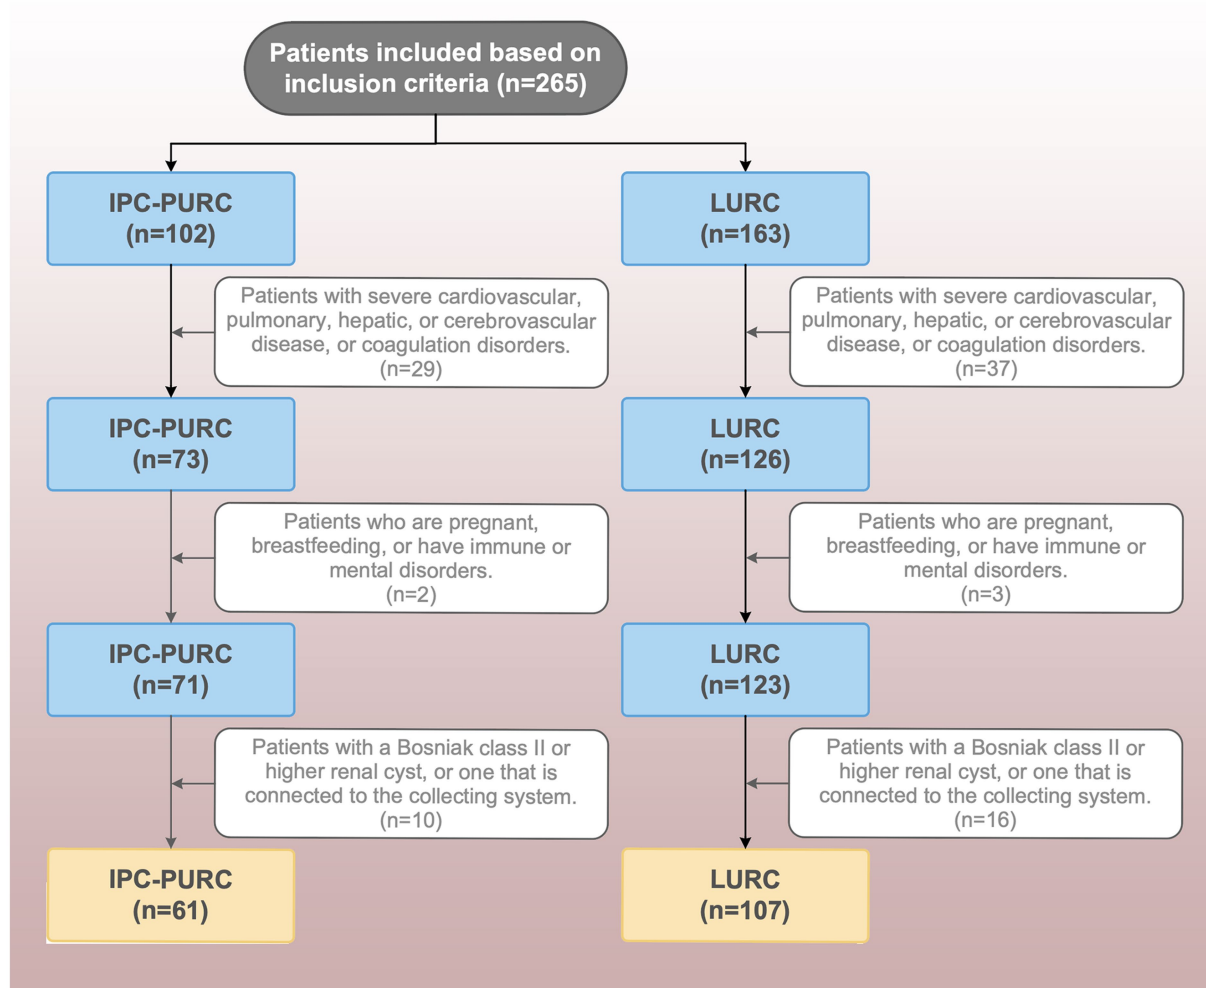 Patients included based on
inclusion criteria (n=265)
IPC-PURC
(n=102)
LURC
(n=163)
Patients with severe cardiovascular,
pulmonary, hepatic, or cerebrovascular
disease, or coagulation disorders.
(n=29)
Patients with severe cardiovascular,
pulmonary, hepatic, or cerebrovascular
disease, or coagulation disorders.
(n=37)
IPC-PURC
(n=73)
LURC
(n=126)
Patients who are pregnant,
breastfeeding, or have immune or
mental disorders.
(n=2)
Patients who are pregnant,
breastfeeding, or have immune or
mental disorders.
(n=3)
IPC-PURC
(n=71)
LURC
(n=123)
Patients with a Bosniak class II or
higher renal cyst, or one that is
connected to the collecting system.
(n=10)
Patients with a Bosniak class II or
higher renal cyst, or one that is
connected to the collecting system.
(n=16)
IPC-PURC
(n=61)
LURC
(n=107)